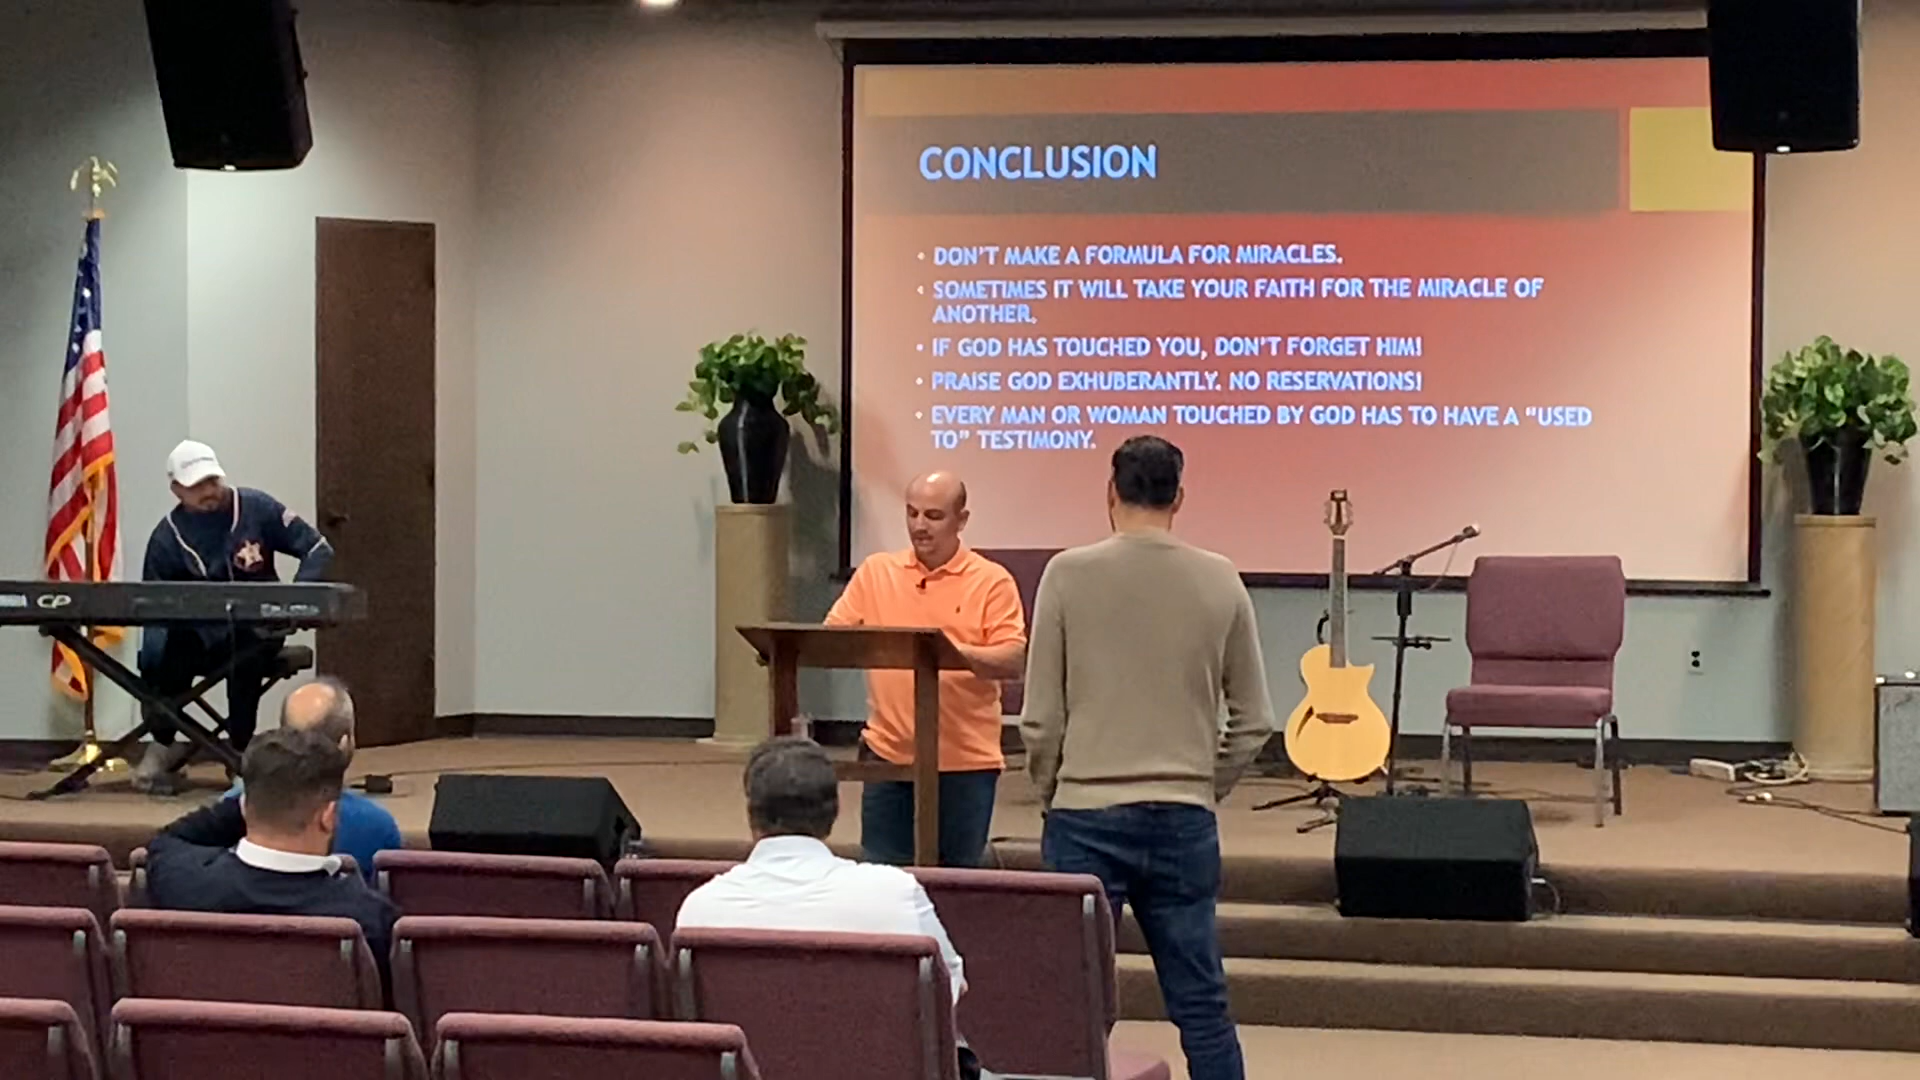 CONCLUSION
• DON'T MAKE A FORMULA FOR MIRACLES.
• SOMETIMES IT WILL TAKE YOUR FAITH FOR THE MIRACLE OF
ANOTHER.
• IF GOD HAS TOUCHED YOU, DON'T FORGET HIM!
• PRAISE GOD EXHUBERANTLY. NO RESERVATIONS!
• EVERY MAN OR WOMAN TOUCHED BY GOD HAS TO HAVE A "USED
TO" TESTIMONY.
CP